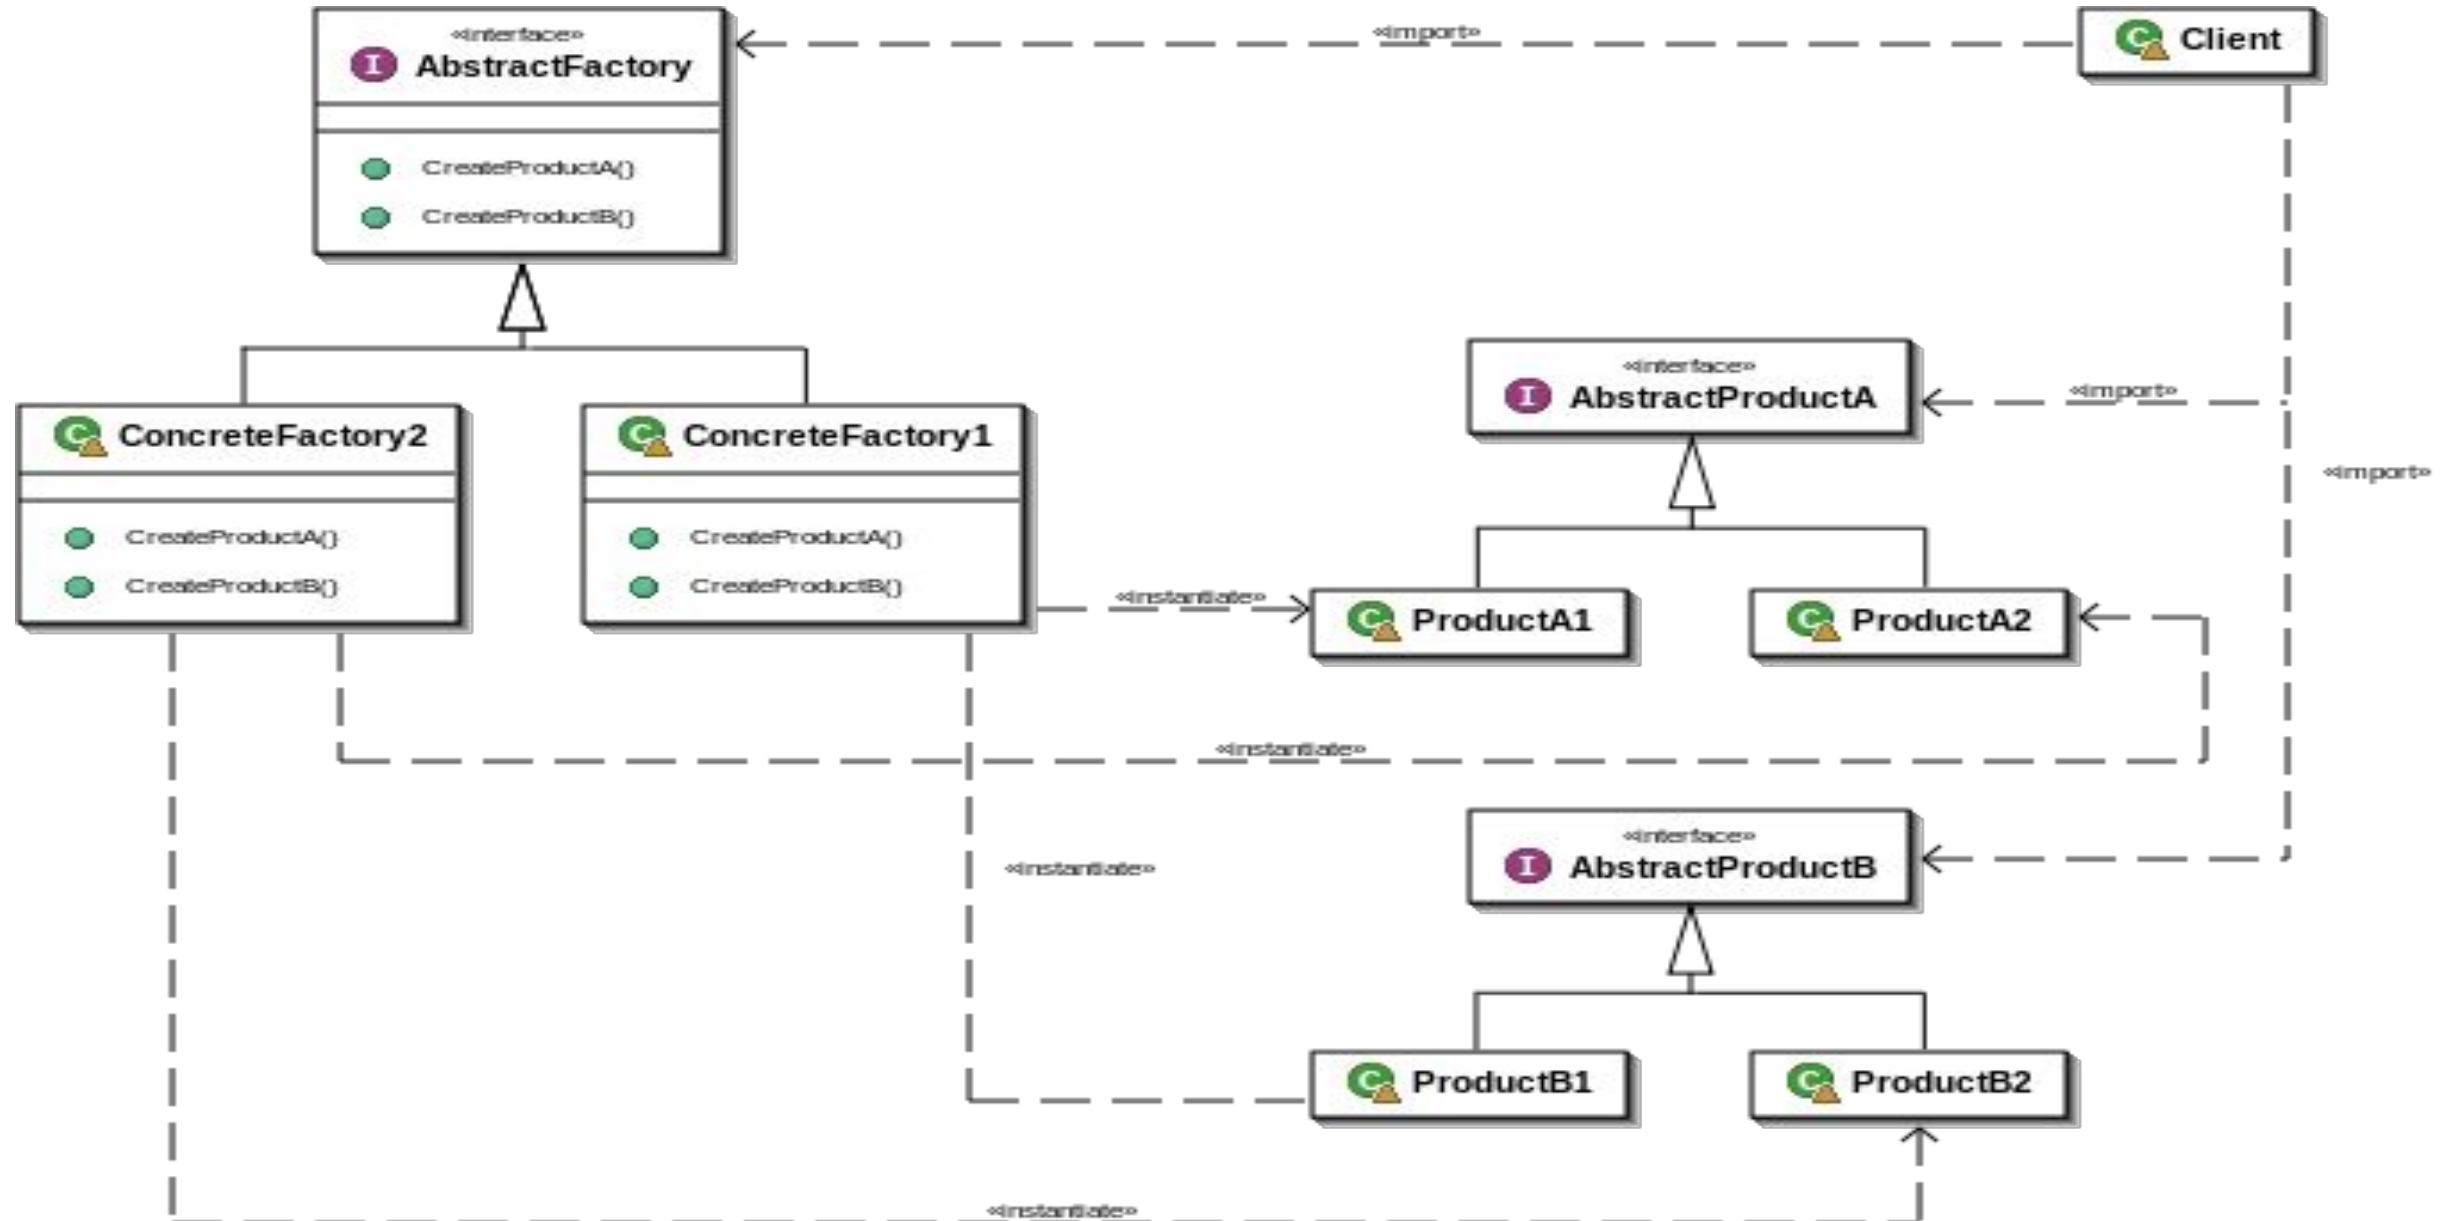 «interface»
I AbstractFactory
CreateProductA()
CreateProductB()
«import»
C Client
C ConcreteFactory2
CreateProductA()
CreateProductB()
C ConcreteFactory1
CreateProductA()
CreateProductB()
«interface»
I AbstractProductA
«import»
«import»
«instantiate»
C ProductA1
C ProductA2
«instantiate»
«instantiate»
«interface»
I AbstractProductB
C ProductB1
C ProductB2
«instantiate»